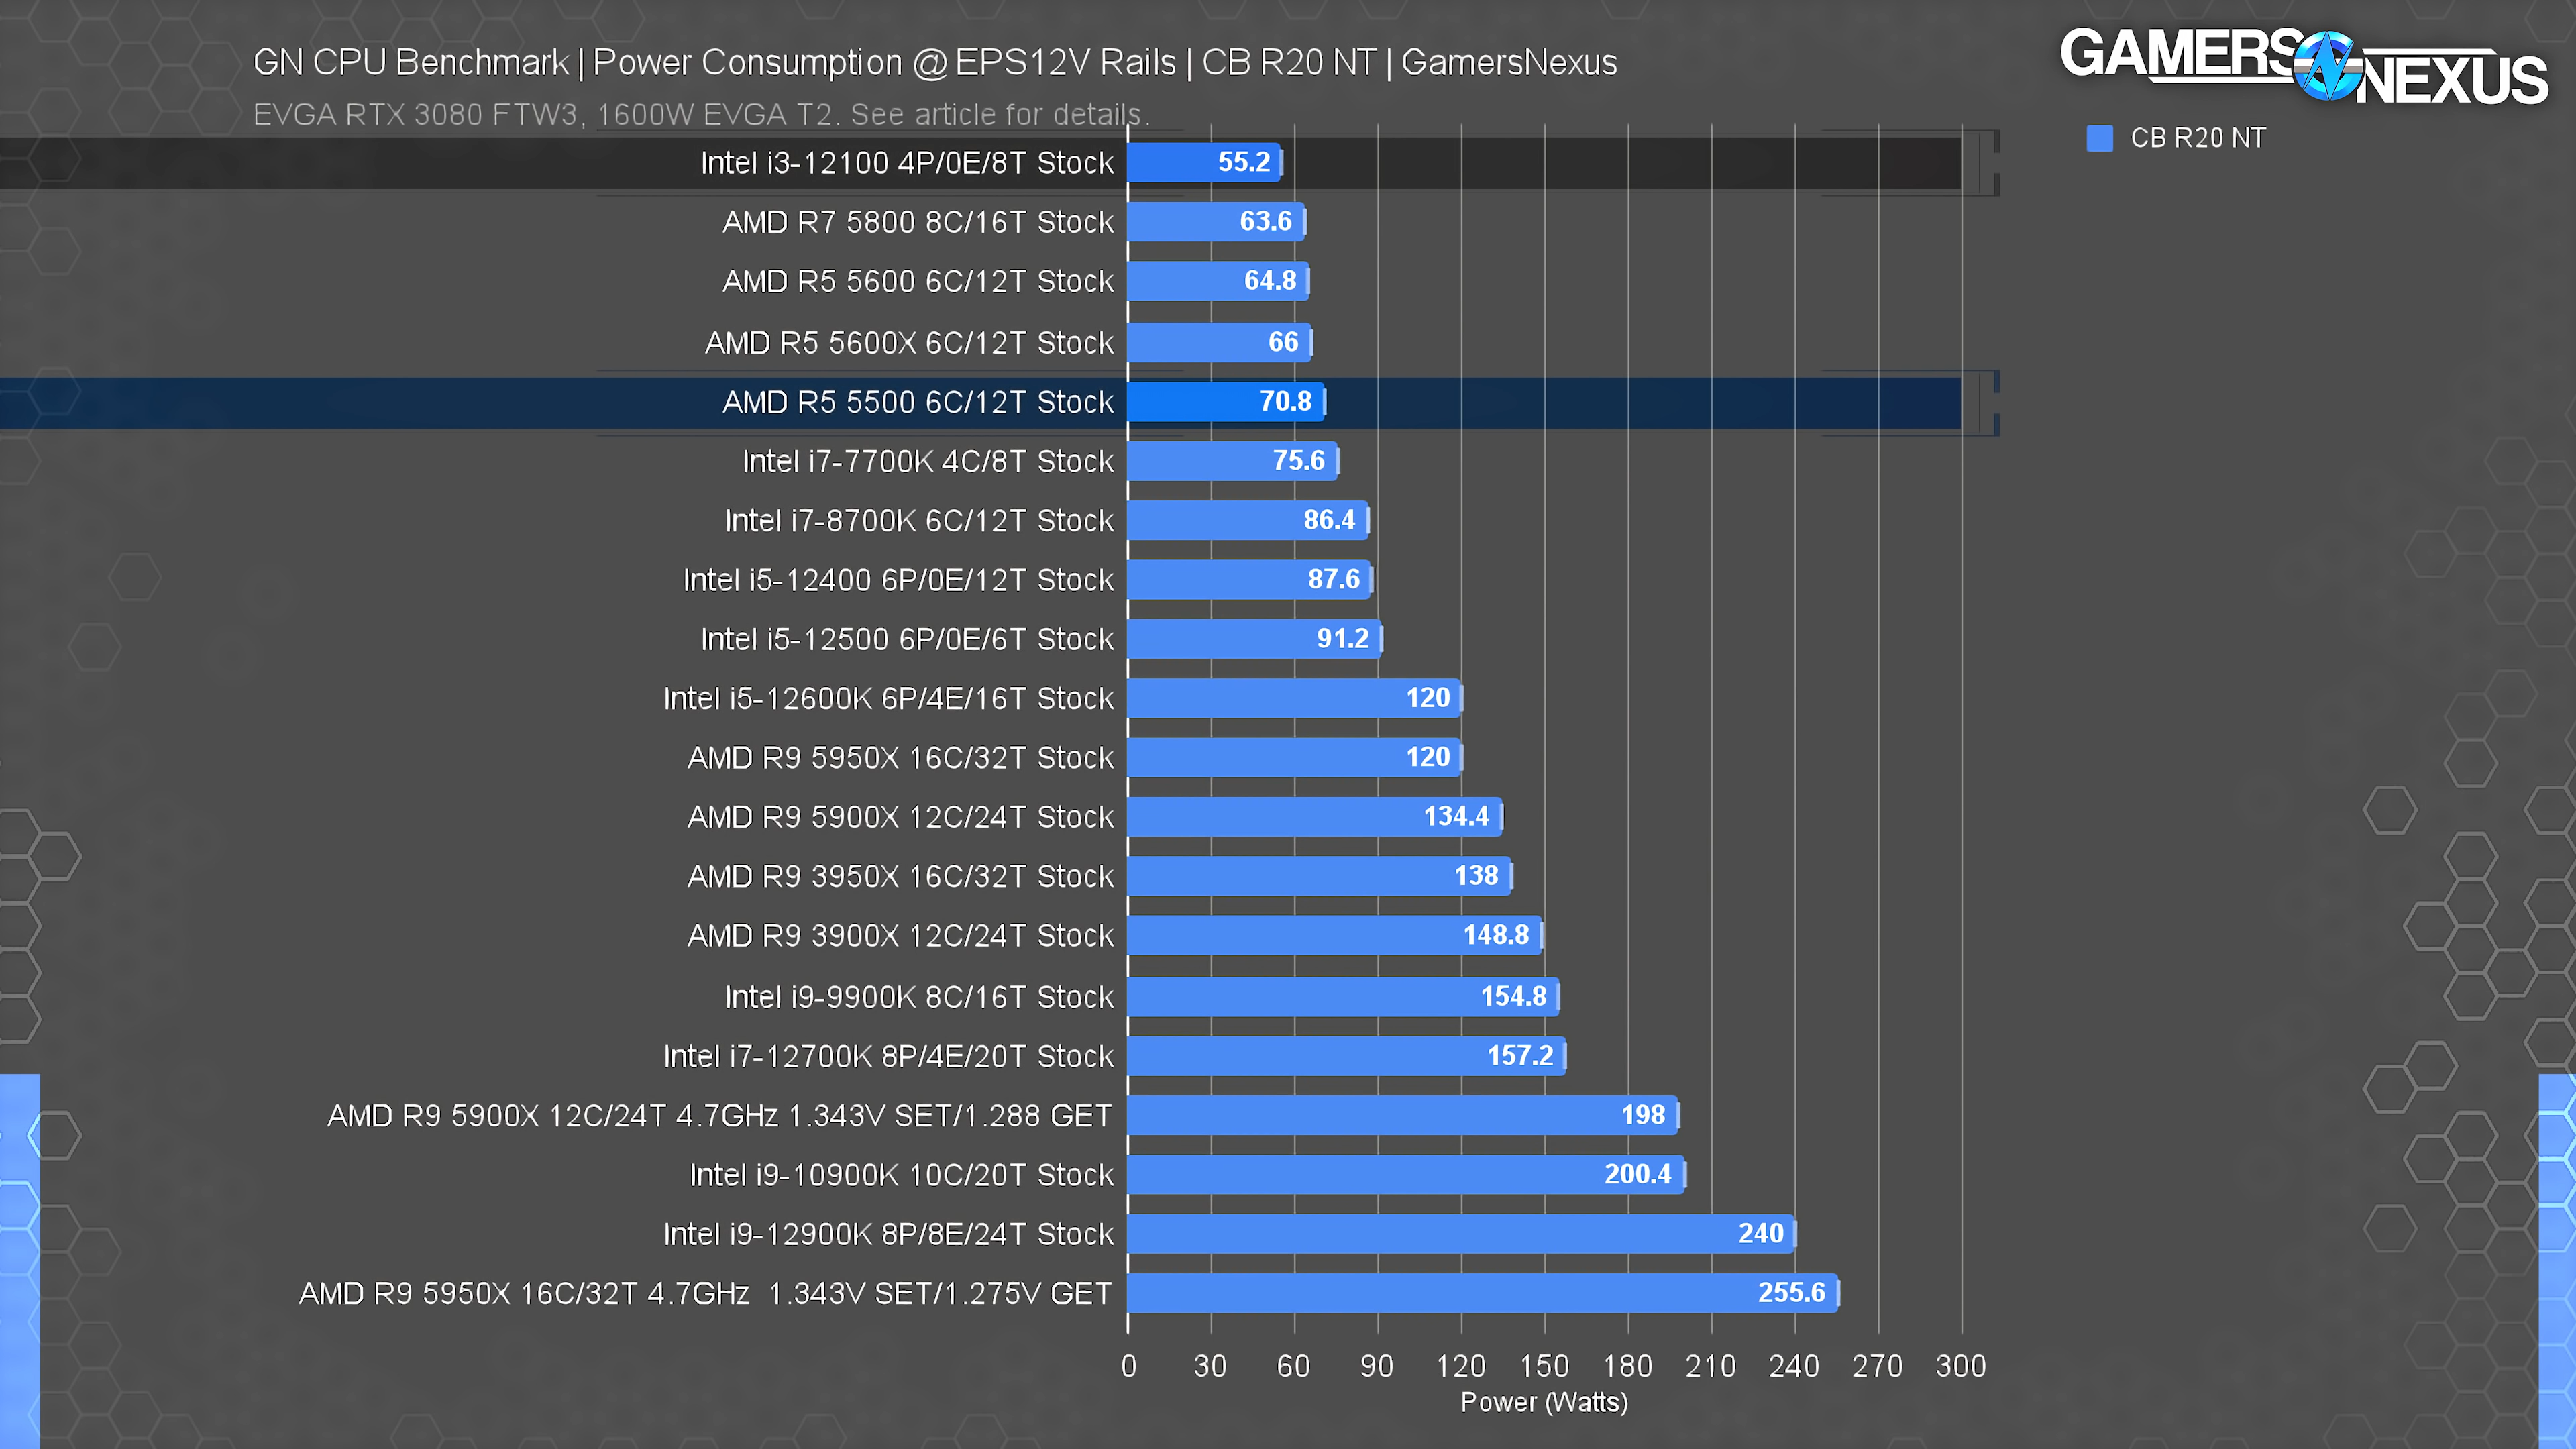 GN CPU Benchmark | Power Consumption @ EPS12V Rails | CB R20 NT | GamersNexus
GAMERS NEXUS
EVGA RTX 3080 FTW3, 1600W EVGA T2. See article for details.
CB R20 NT
Intel i3-12100 4P/0E/8T Stock 55.2
AMD R7 5800 8C/16T Stock 63.6
AMD R5 5600 6C/12T Stock 64.8
AMD R5 5600X 6C/12T Stock 66
AMD R5 5500 6C/12T Stock 70.8
Intel i7-7700K 4C/8T Stock 75.6
Intel i7-8700K 6C/12T Stock 86.4
Intel i5-12400 6P/0E/12T Stock 87.6
Intel i5-12500 6P/0E/6T Stock 91.2
Intel i5-12600K 6P/4E/16T Stock 120
AMD R9 5950X 16C/32T Stock 120
AMD R9 5900X 12C/24T Stock 134.4
AMD R9 3950X 16C/32T Stock 138
AMD R9 3900X 12C/24T Stock 148.8
Intel i9-9900K 8C/16T Stock 154.8
Intel i7-12700K 8P/4E/20T Stock 157.2
AMD R9 5900X 12C/24T 4.7GHz 1.343V SET/1.288 GET 198
Intel i9-10900K 10C/20T Stock 200.4
Intel i9-12900K 8P/8E/24T Stock 240
AMD R9 5950X 16C/32T 4.7GHz 1.343V SET/1.275V GET 255.6
0 30 60 90 120 150 180 210 240 270 300
Power (Watts)